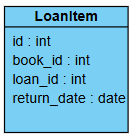 LoanItem
id : int
book_id : int
loan_id : int
return_date : date